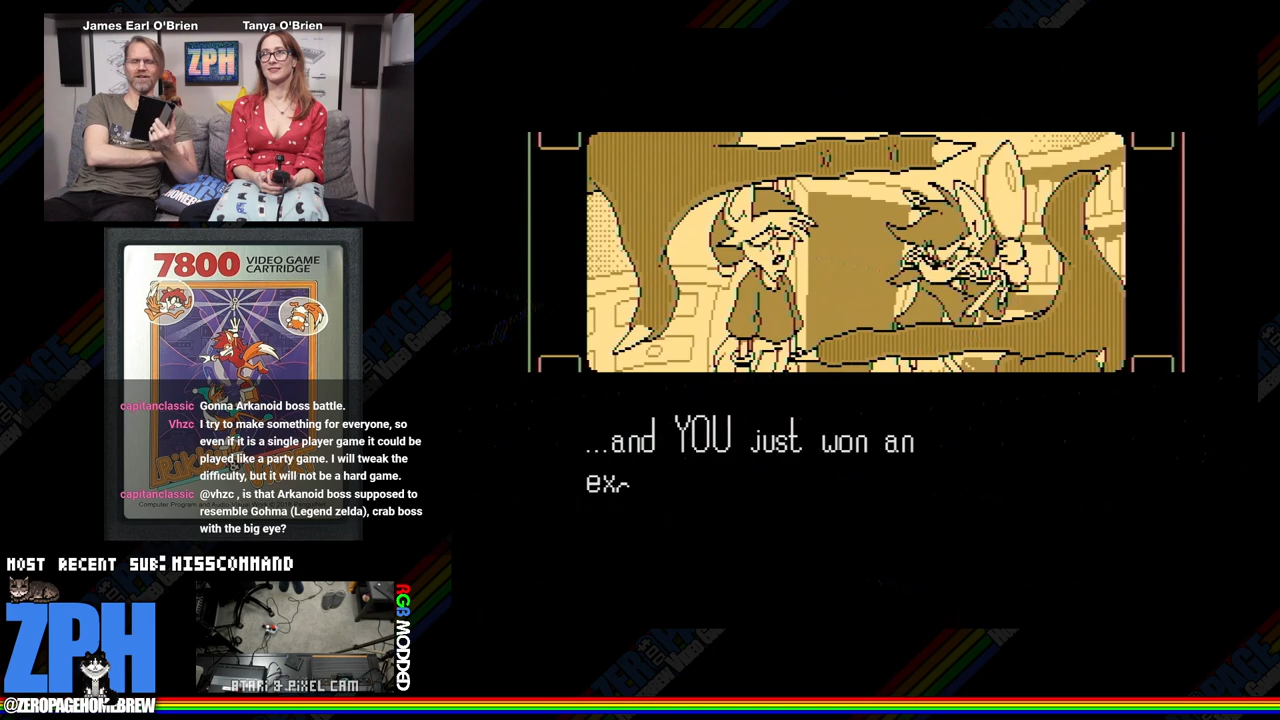 James Earl O'Brien
Tanya O'Brien
ZPH
HOMEBR
7800 VIDEO GAME
CARTRIDGE
capitanclassic Gonna Arkanoid boss battle.
Vhzc I try to make something for everyone, so
even if it is a single player game it could be
played like a party game. I will tweak the
difficulty, but it will not be a hard game.
capitanclassic @vhzc , is that Arkanoid boss supposed to
resemble Gohma (Legend zelda), crab boss
with the big eye?
...and YOU just won an
ex
MOST RECENT SUB: MISSCOMMAND
ZPH
RGB MODDED
ATARI & PIXEL CAM
@ZEROPAGEHOMEBREW